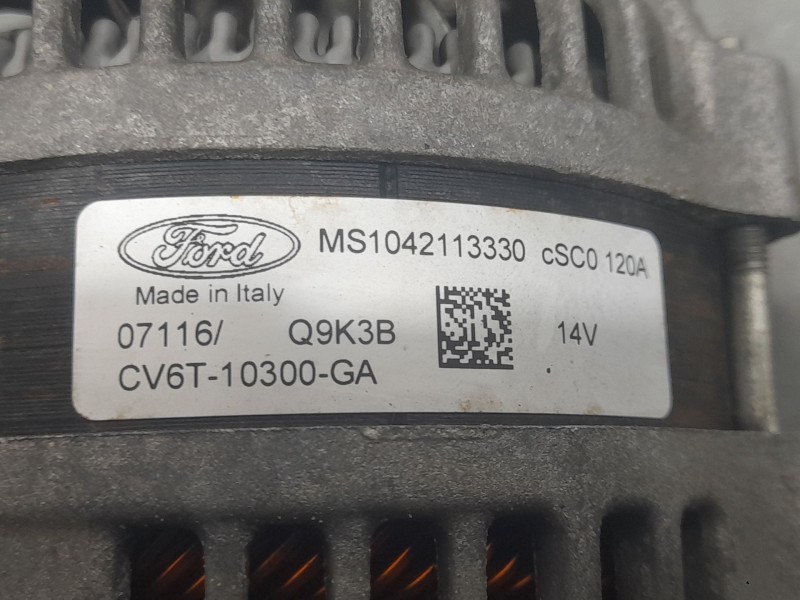 Ford MS1042113330 cSC0 120A
Made in Italy
07116/ Q9K3B 14V
CV6T-10300-GA